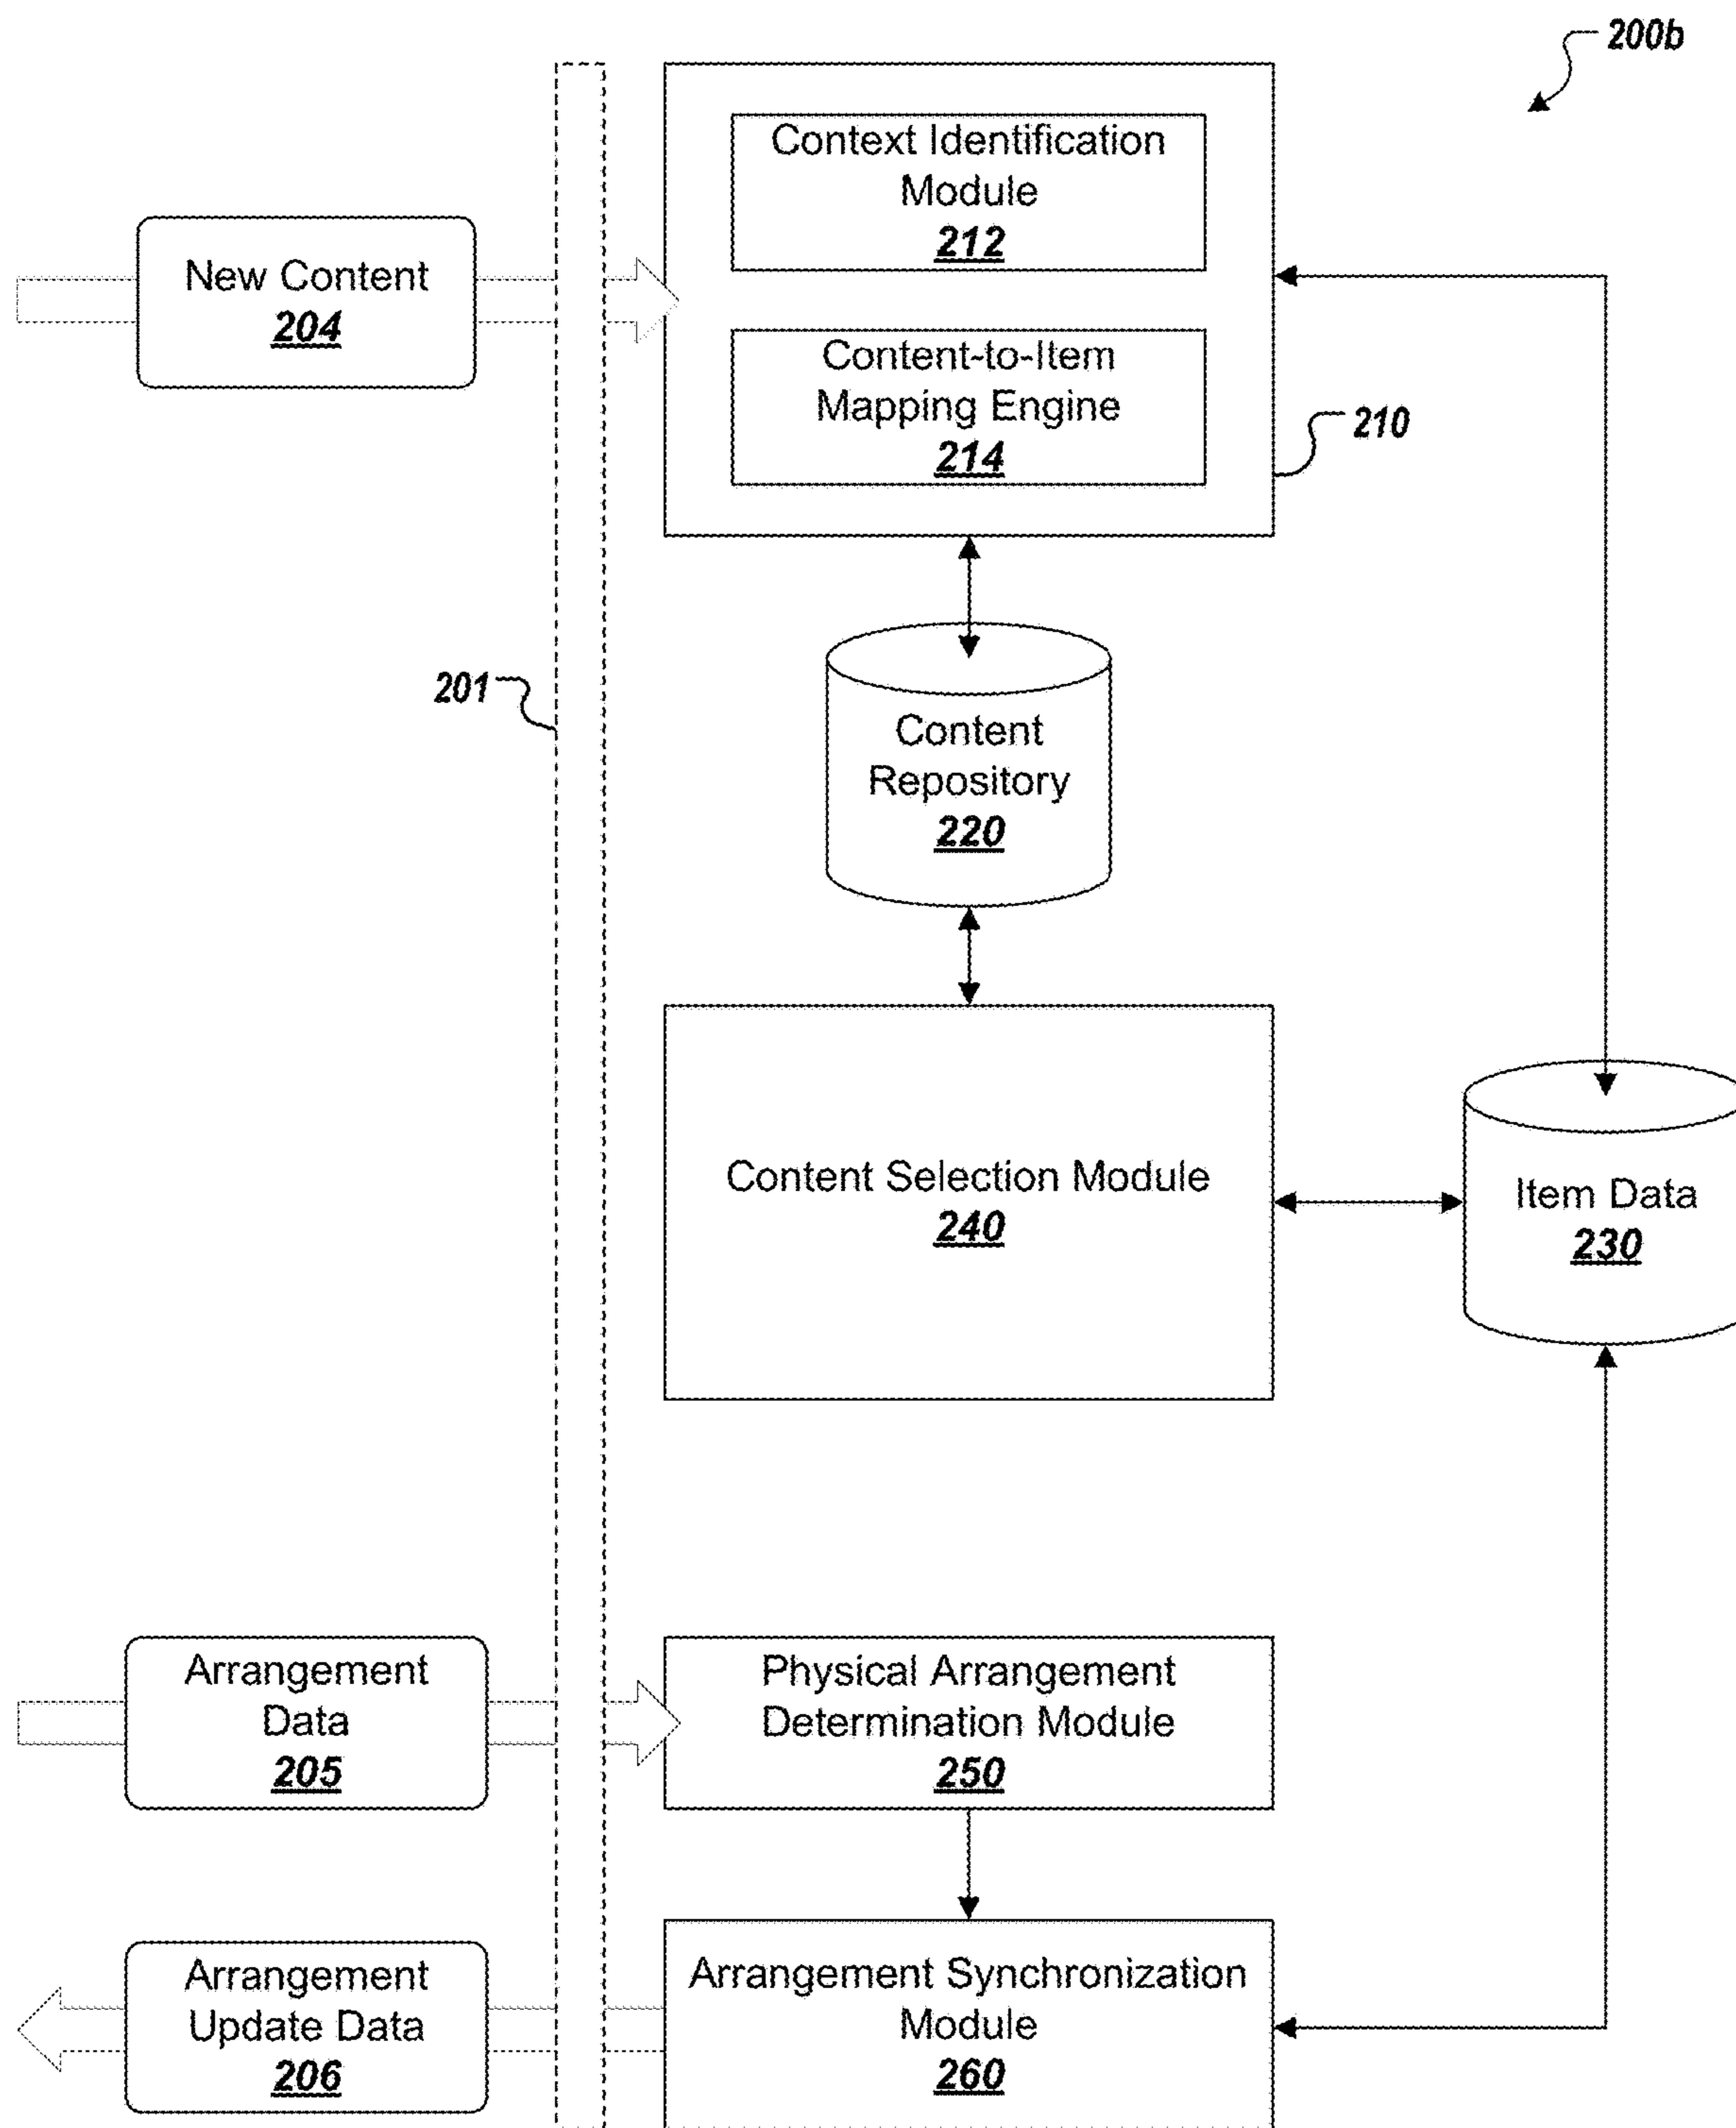 200b
Context Identification
Module
212
New Content
204
Content-to-Item
Mapping Engine
214
210
201
Content
Repository
220
Content Selection Module
240
Item Data
230
Arrangement
Data
205
Physical Arrangement
Determination Module
250
Arrangement
Update Data
206
Arrangement Synchronization
Module
260